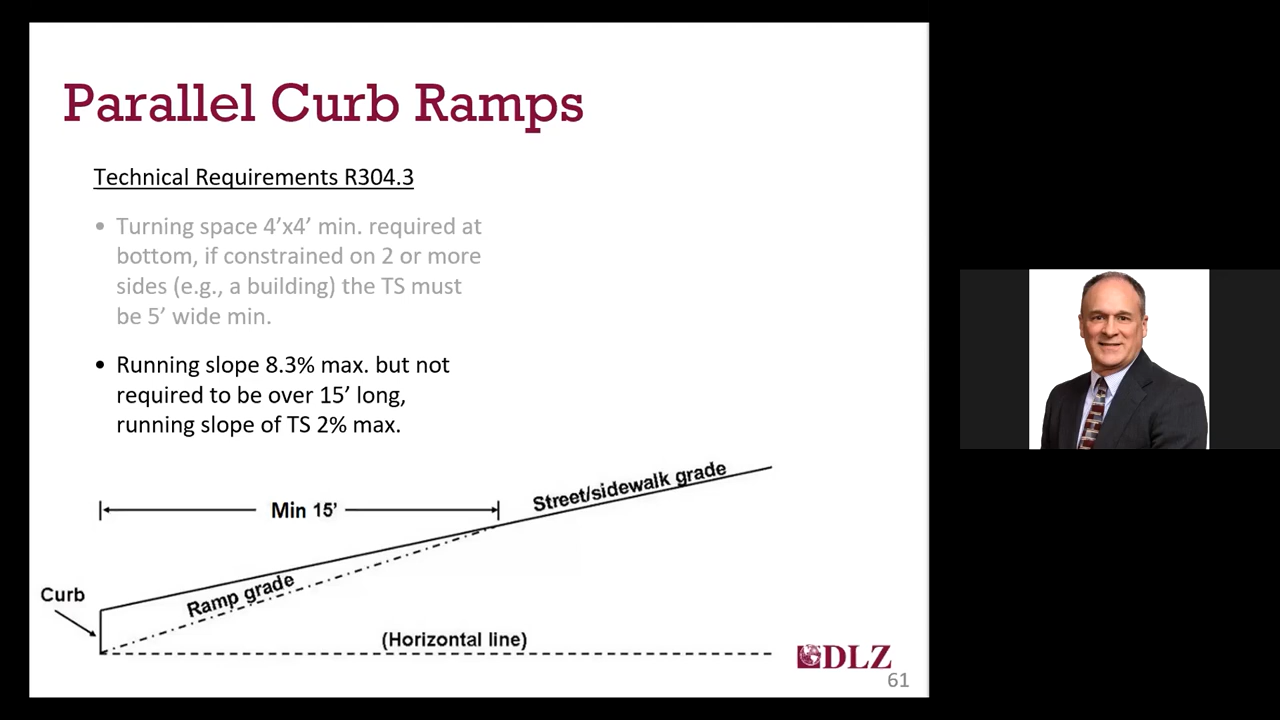 Parallel Curb Ramps
Technical Requirements R304.3
• Turning space 4’x4’ min. required at
bottom, if constrained on 2 or more
sides (e.g., a building) the TS must
be 5’ wide min.
• Running slope 8.3% max. but not
required to be over 15’ long,
running slope of TS 2% max.
Min 15’
Street/sidewalk grade
Curb
Ramp grade
(Horizontal line)
DLZ
61